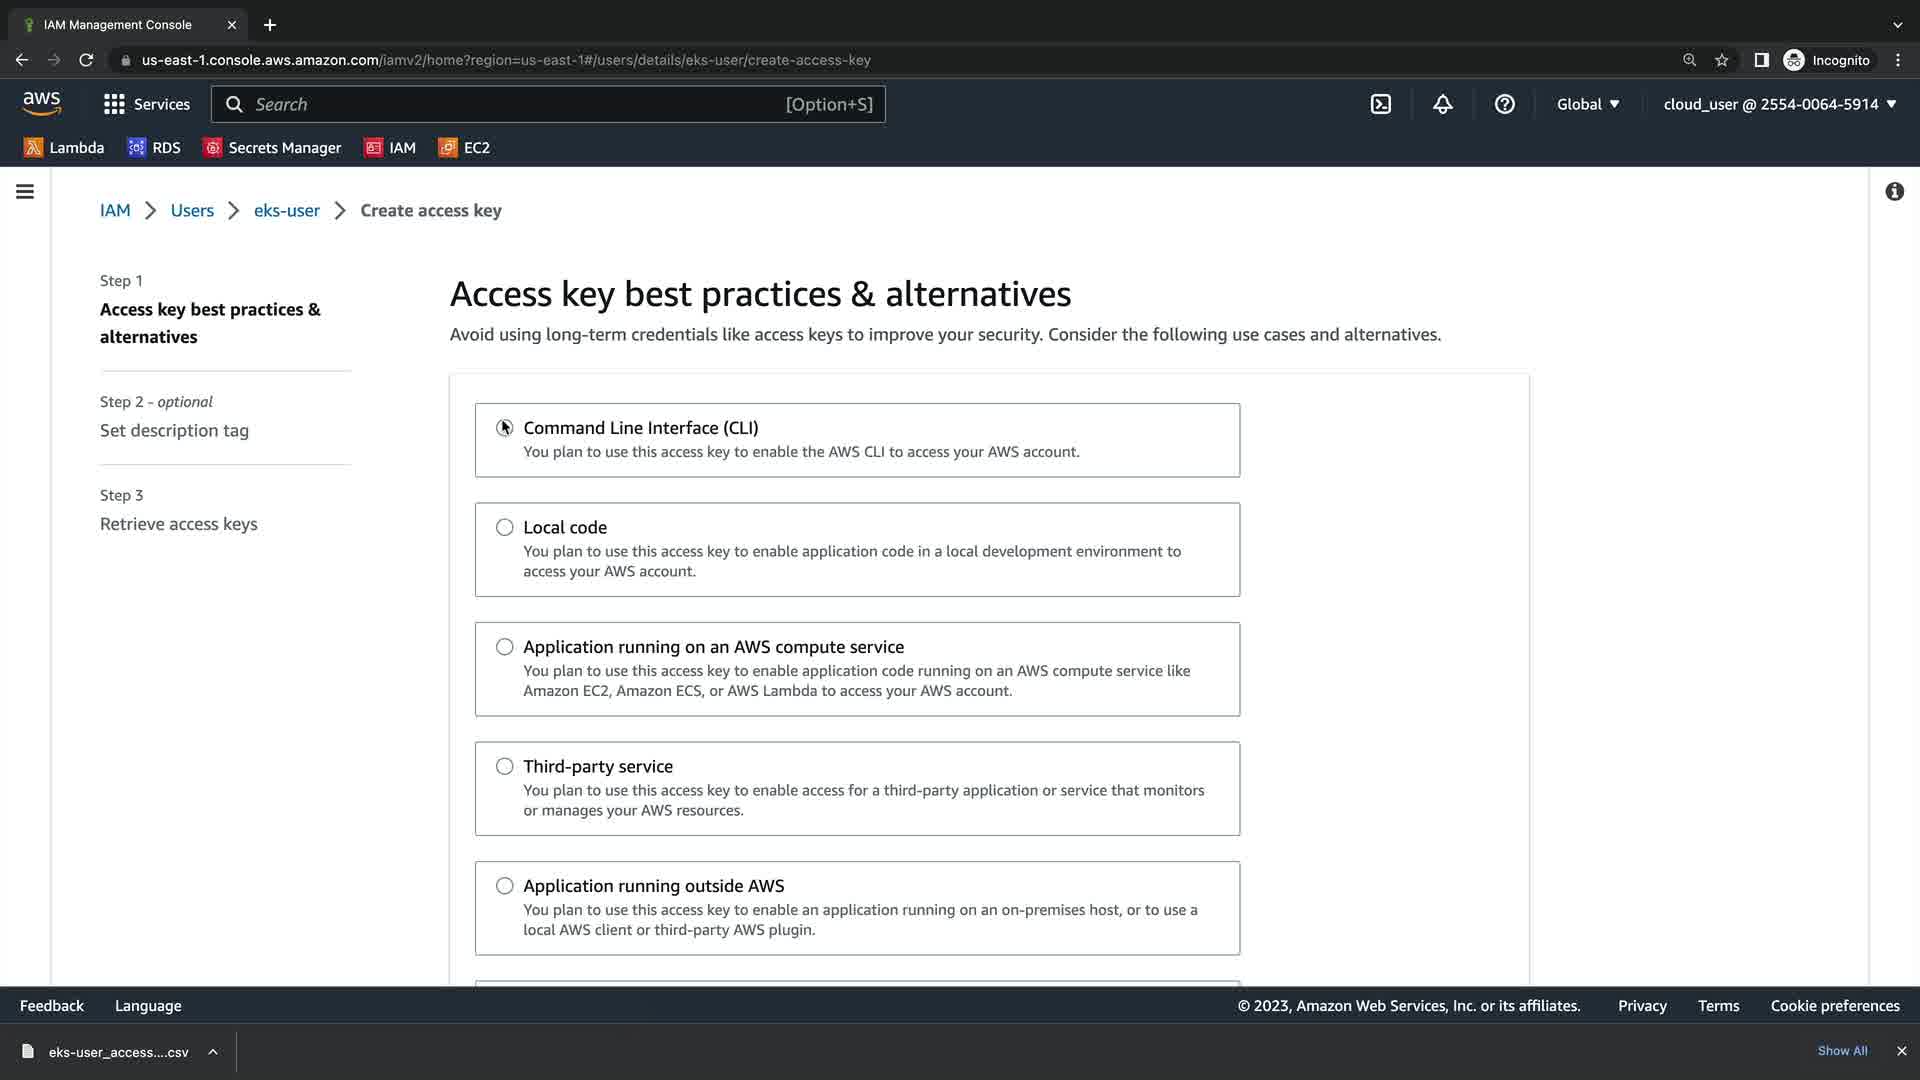 IAM Management Console
us-east-1.console.aws.amazon.com/iamv2/home?region=us-east-1#/users/details/eks-user/create-access-key
Incognito
aws
Services
Search
[Option+S]
Global
cloud_user @ 2554-0064-5914
Lambda
RDS
Secrets Manager
IAM
EC2
IAM
Users
eks-user
Create access key
Step 1
Access key best practices &
alternatives
Step 2 - optional
Set description tag
Step 3
Retrieve access keys
Access key best practices & alternatives
Avoid using long-term credentials like access keys to improve your security. Consider the following use cases and alternatives.
Command Line Interface (CLI)
You plan to use this access key to enable the AWS CLI to access your AWS account.
Local code
You plan to use this access key to enable application code in a local development environment to
access your AWS account.
Application running on an AWS compute service
You plan to use this access key to enable application code running on an AWS compute service like
Amazon EC2, Amazon ECS, or AWS Lambda to access your AWS account.
Third-party service
You plan to use this access key to enable access for a third-party application or service that monitors
or manages your AWS resources.
Application running outside AWS
You plan to use this access key to enable an application running on an on-premises host, or to use a
local AWS client or third-party AWS plugin.
Feedback
Language
© 2023, Amazon Web Services, Inc. or its affiliates.
Privacy
Terms
Cookie preferences
eks-user_access....csv
Show All